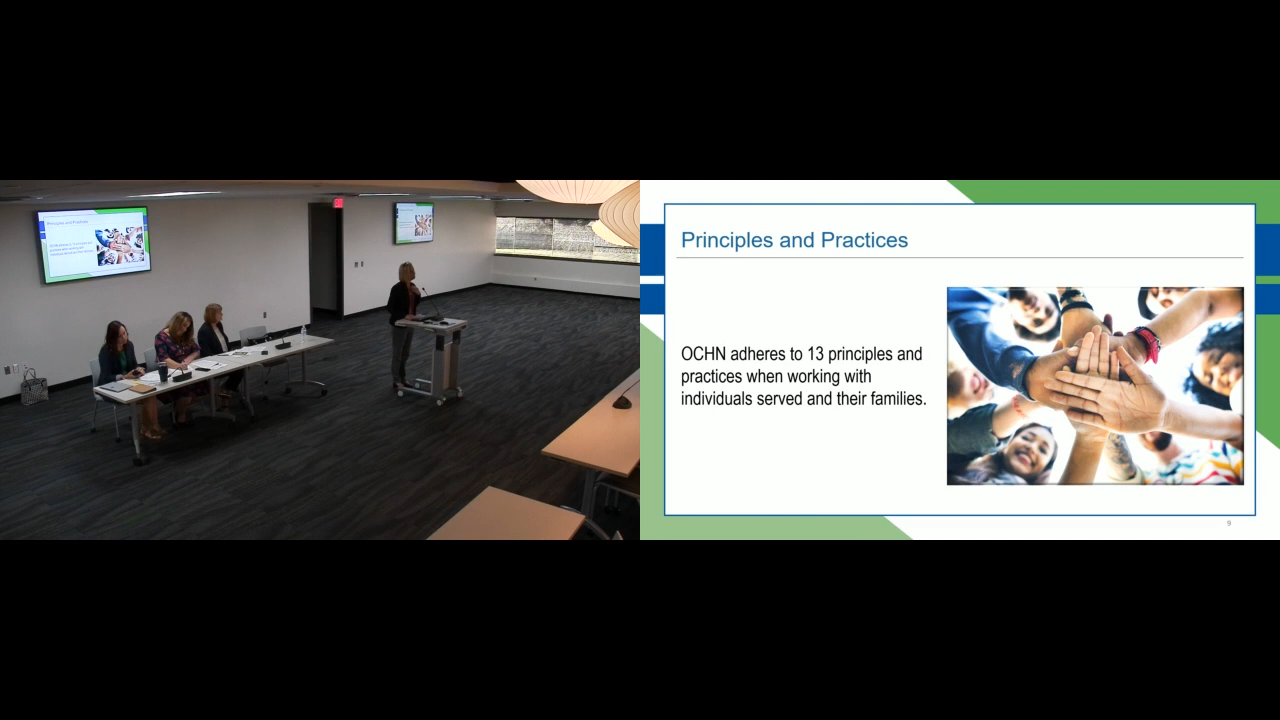 Principles and Practices
OCHN adheres to 13 principles and
practices when working with
individuals served and their families.
9